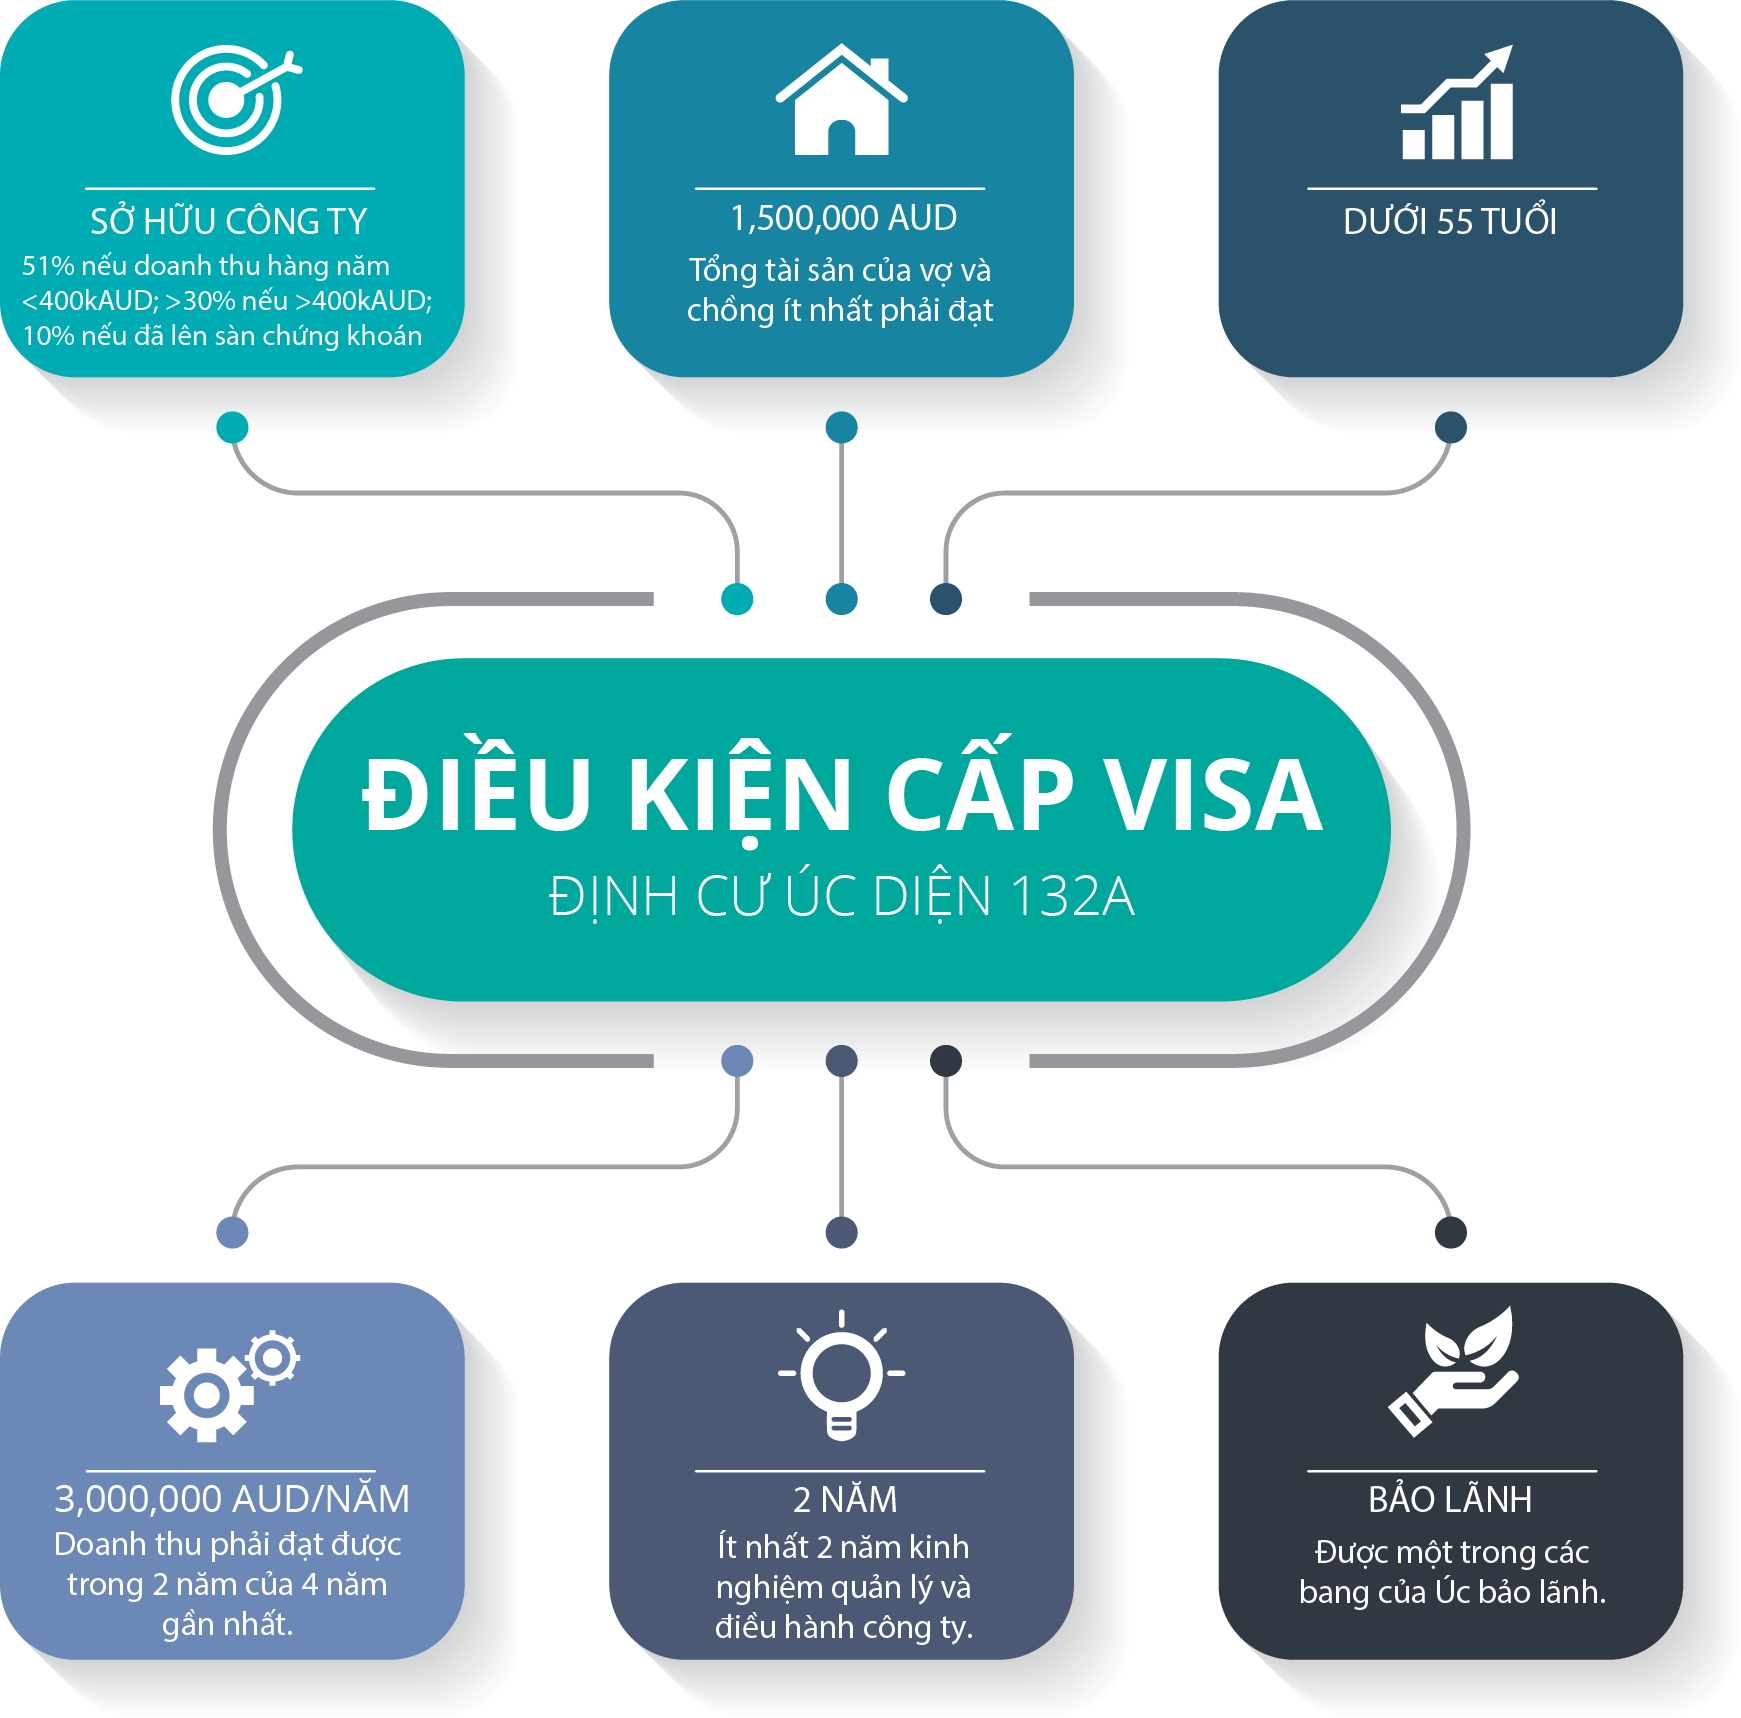 SỞ HỮU CÔNG TY
51% nếu doanh thu hàng năm
<400kAUD; >30% nếu >400kAUD;
10% nếu đã lên sàn chứng khoán
1,500,000 AUD
Tổng tài sản của vợ và
chồng ít nhất phải đạt
DƯỚI 55 TUỔI
ĐIỀU KIỆN CẤP VISA
ĐỊNH CƯ ÚC DIỆN 132A
3,000,000 AUD/NĂM
Doanh thu phải đạt được
trong 2 năm của 4 năm
gần nhất.
2 NĂM
Ít nhất 2 năm kinh
nghiệm quản lý và
điều hành công ty.
BẢO LÃNH
Được một trong các
bang của Úc bảo lãnh.